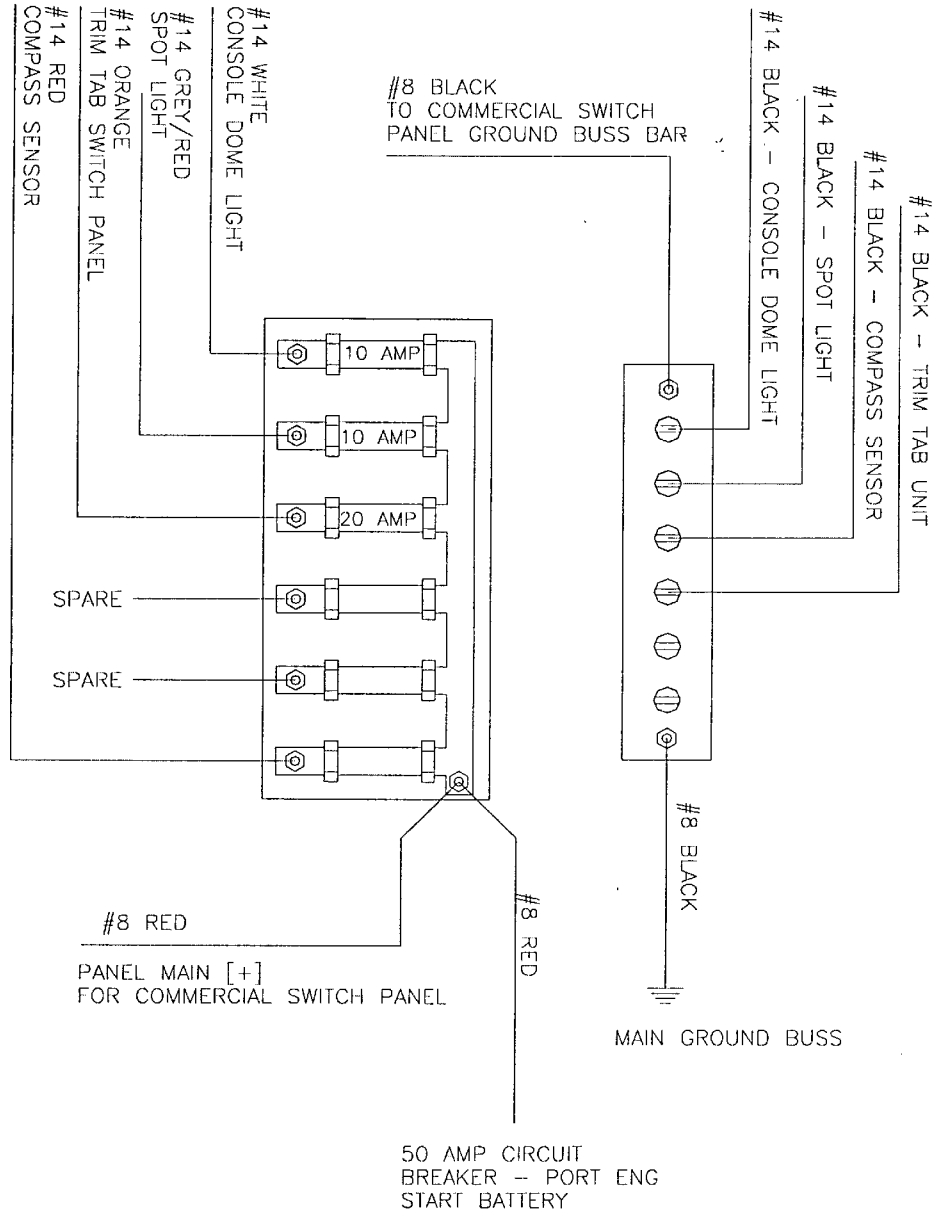 #14 RED
COMPASS SENSOR
#14 ORANGE
TRIM TAB SWITCH PANEL
#14 GREY/RED
SPOT LIGHT
#14 WHITE
CONSOLE DOME LIGHT
#8 BLACK
TO COMMERCIAL SWITCH
PANEL GROUND BUSS BAR
#14 BLACK - CONSOLE DOME LIGHT
#14 BLACK - SPOT LIGHT
#14 BLACK - COMPASS SENSOR
#14 BLACK - TRIM TAB UNIT
10 AMP
10 AMP
20 AMP
SPARE
SPARE
#8 BLACK
#8 RED
#8 RED
PANEL MAIN [+]
FOR COMMERCIAL SWITCH PANEL
MAIN GROUND BUSS
50 AMP CIRCUIT
BREAKER - PORT ENG
START BATTERY